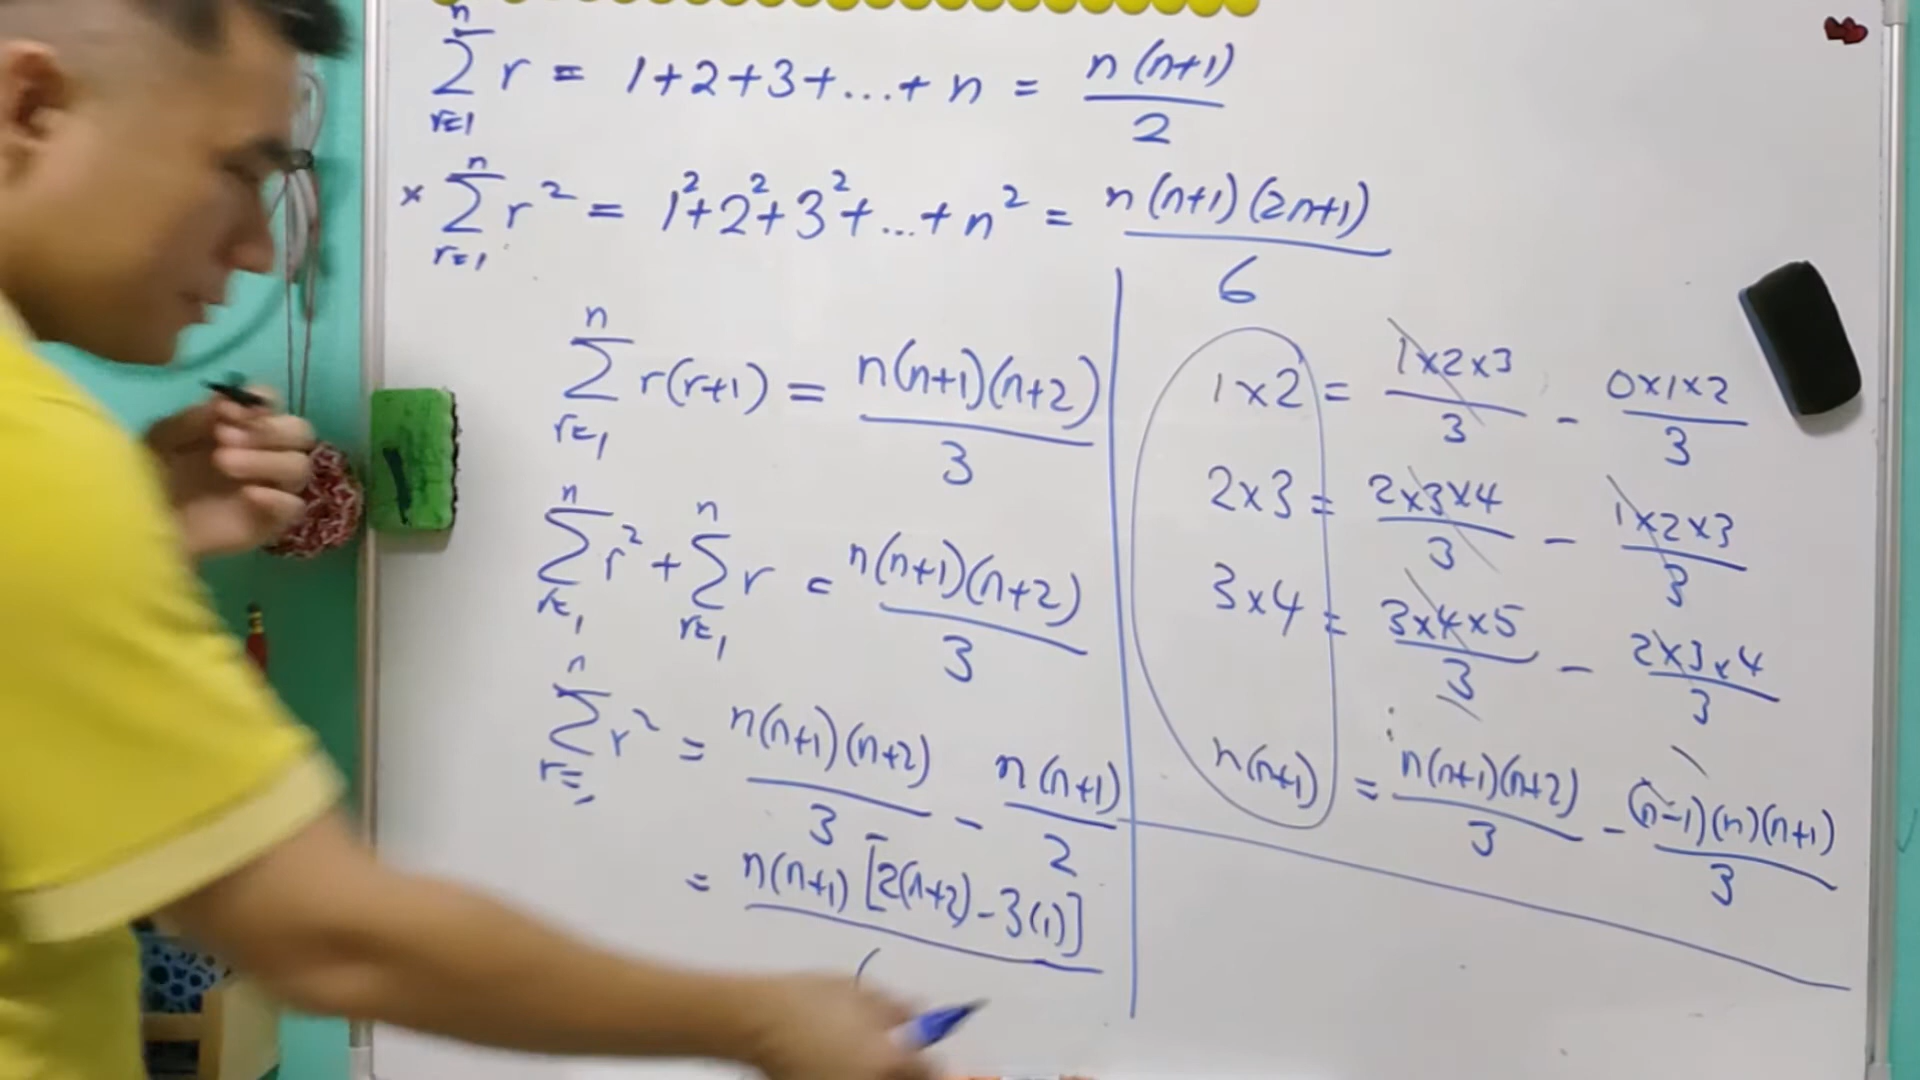 ∑_{r=1}^{n} r = 1+2+3+...+n = n(n+1)/2
× ∑_{r=1}^{n} r² = 1²+2²+3²+...+n² = n(n+1)(2n+1)/6
∑_{r=1}^{n} r(r+1) = n(n+1)(n+2)/3
∑_{r=1}^{n} r² + ∑_{r=1}^{n} r = n(n+1)(n+2)/3
∑_{r=1}^{n} r² = n(n+1)(n+2)/3 - n(n+1)/2
= n(n+1)[2(n+2)-3(1)]
1×2 = 1×2×3/3 - 0×1×2/3
2×3 = 2×3×4/3 - 1×2×3/3
3×4 = 3×4×5/3 - 2×3×4/3
⋮
n(n+1) = n(n+1)(n+2)/3 - (n-1)(n)(n+1)/3